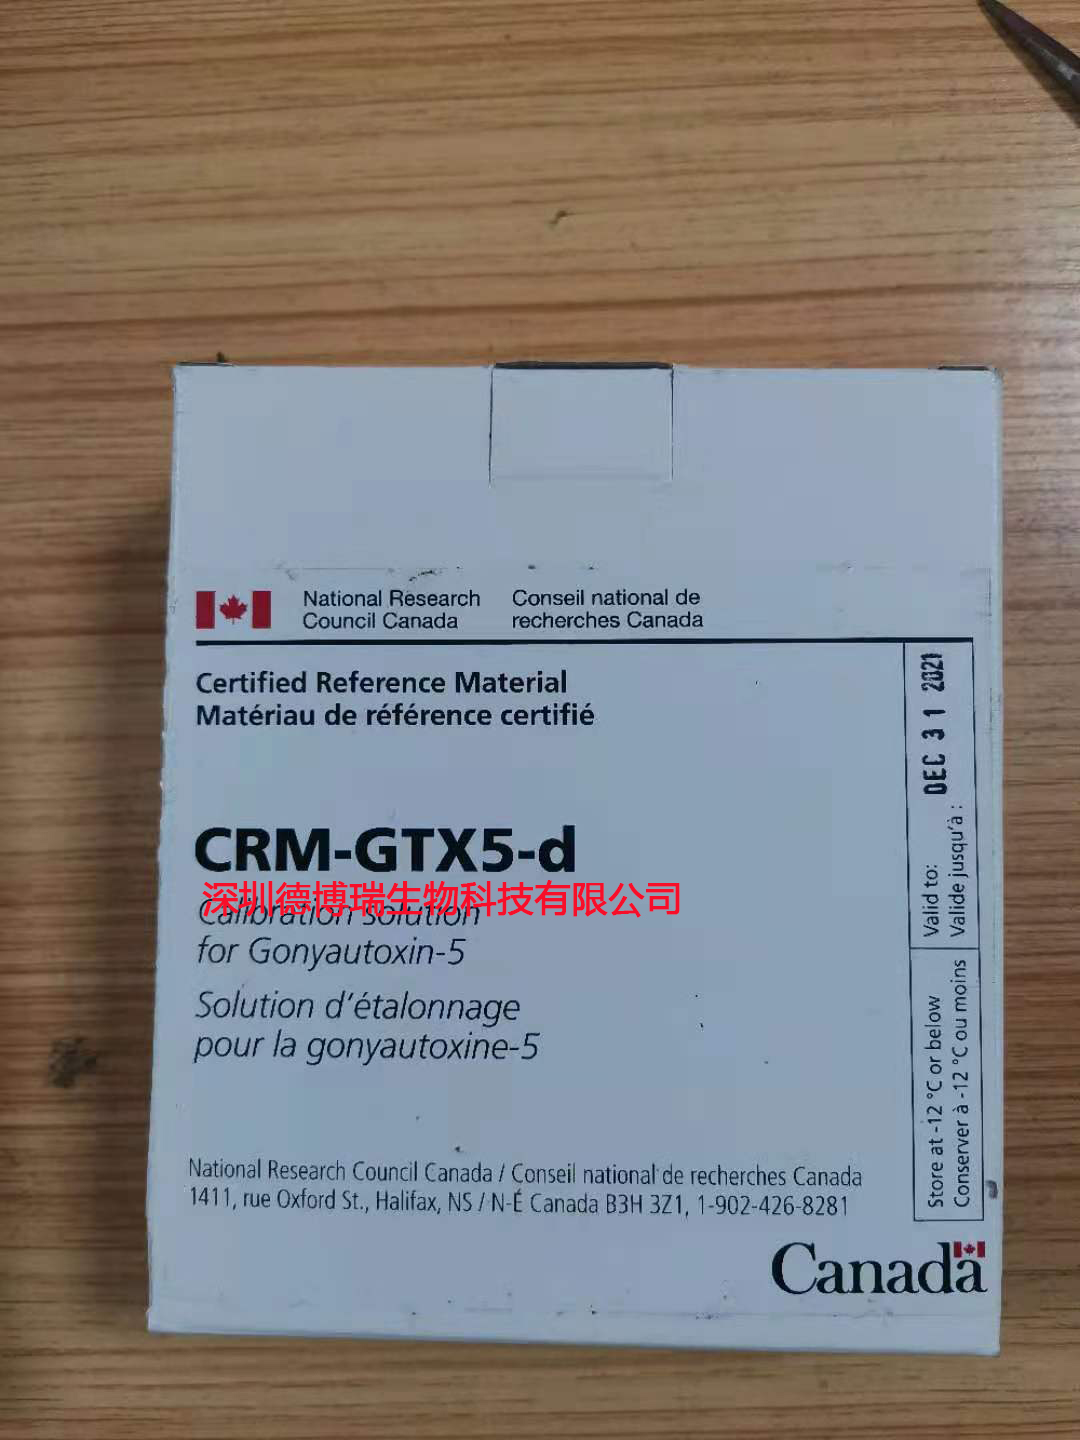 National Research
Council Canada
Conseil national de
recherches Canada
Certified Reference Material
Matériau de référence certifié
CRM-GTX5-d
深圳德博瑞生物科技有限公司
Calibration solution
for Gonyautoxin-5
Solution d'étalonnage
pour la gonyautoxine-5
National Research Council Canada / Conseil national de recherches Canada
1411, rue Oxford St., Halifax, NS / N-É Canada B3H 3Z1, 1-902-426-8281
Valid to:
Valide jusqu'à :
DEC 31 2021
Store at -12 °C or below
Conserver à -12 °C ou moins
Canada